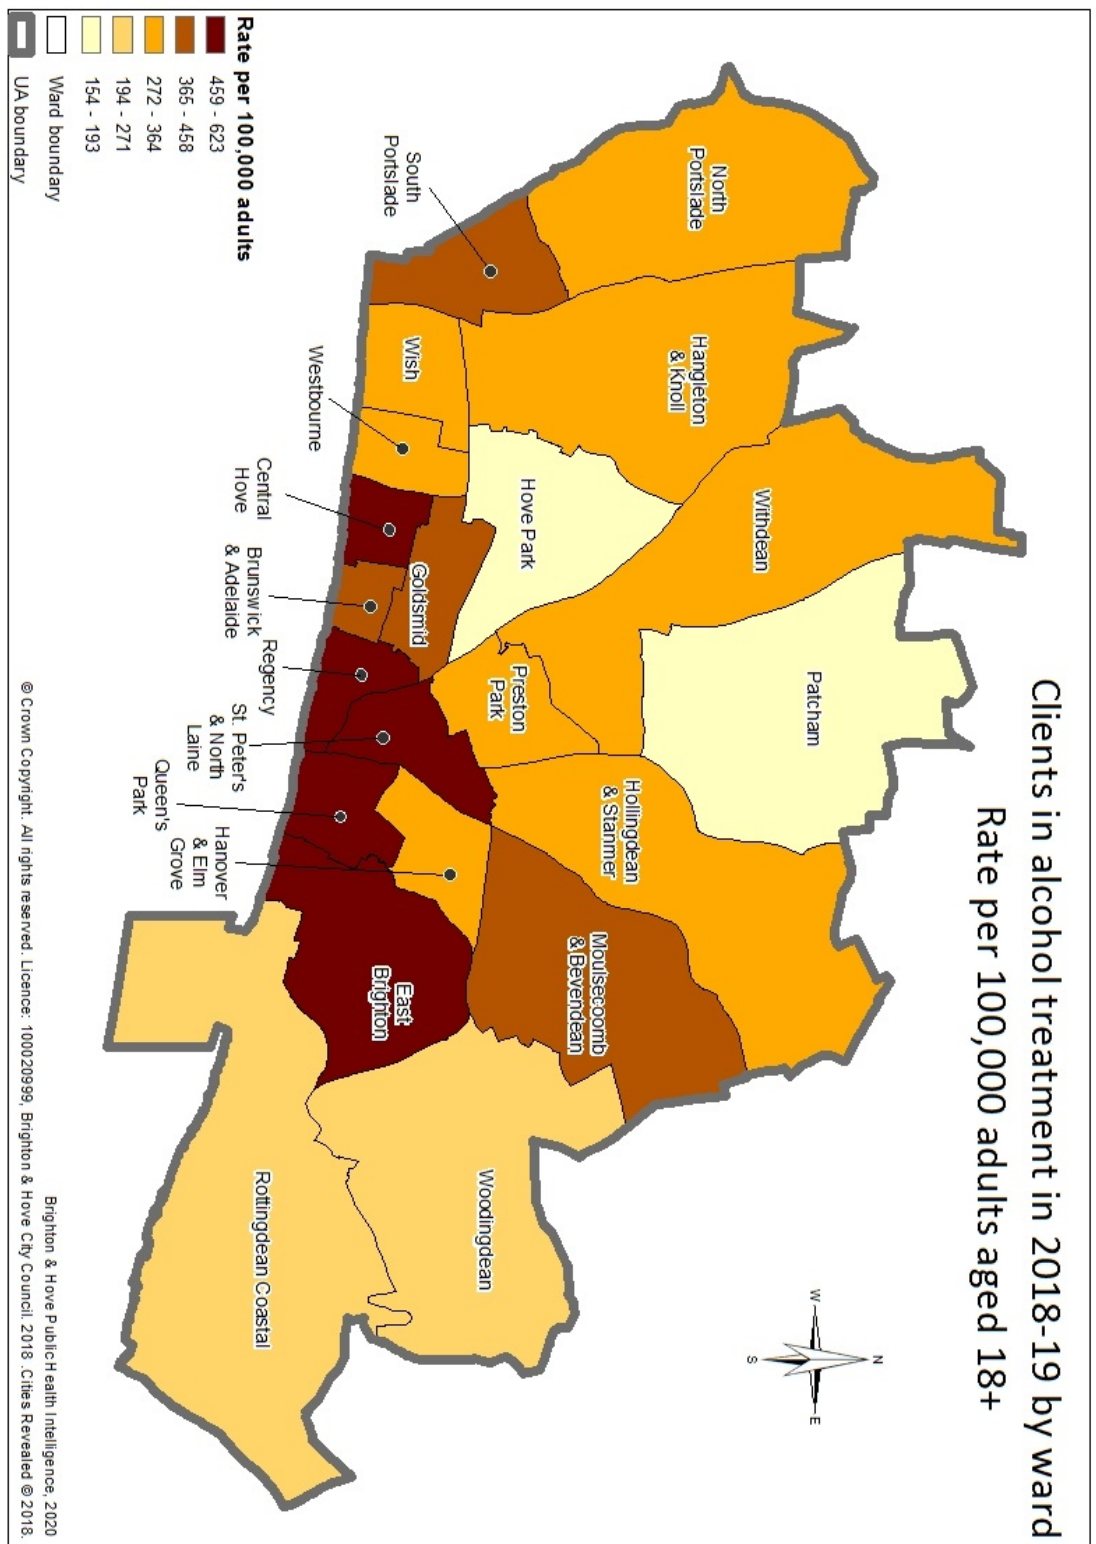 Clients in alcohol treatment in 2018-19 by ward
Rate per 100,000 adults aged 18+
N
W
E
S
Patcham
Withdean
North
Portslade
Hangleton
& Knoll
Hollingdean
& Stanmer
Moulsecoomb
& Bevendean
Hove Park
Preston
Park
Woodingdean
South
Portslade
Wish
Goldsmid
East
Brighton
Westbourne
Rottingdean Coastal
Central
Hove
Brunswick
& Adelaide
Regency
St. Peter's
& North
Laine
Hanover
& Elm
Grove
Queen's
Park
Rate per 100,000 adults
459 - 623
365 - 458
272 - 364
194 - 271
154 - 193
Ward boundary
UA boundary
Brighton & Hove Public Health Intelligence, 2020
© Crown Copyright. All rights reserved. Licence: 100020999, Brighton & Hove City Council. 2018 .Cities Revealed © 2018.